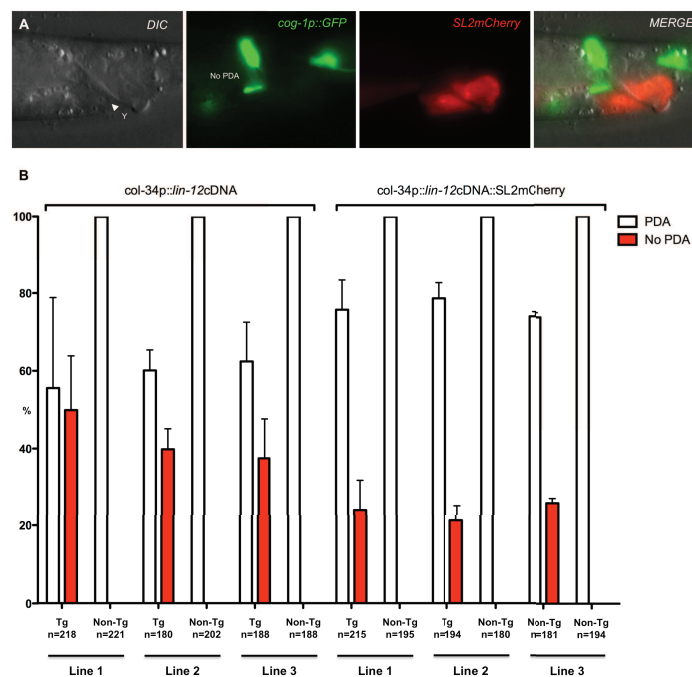 A
DIC
cog-1p::GFP
SL2mCherry
MERGE
No PDA
Y
B
col-34p::lin-12cDNA
col-34p::lin-12cDNA::SL2mCherry
PDA
No PDA
100
80
60
%
40
20
0
Tg Non-Tg Tg Non-Tg Tg Non-Tg Tg Non-Tg Tg Non-Tg Non-Tg Non-Tg
n=218 n=221 n=180 n=202 n=188 n=188 n=215 n=195 n=194 n=180 n=181 n=194
Line 1 Line 2 Line 3 Line 1 Line 2 Line 3